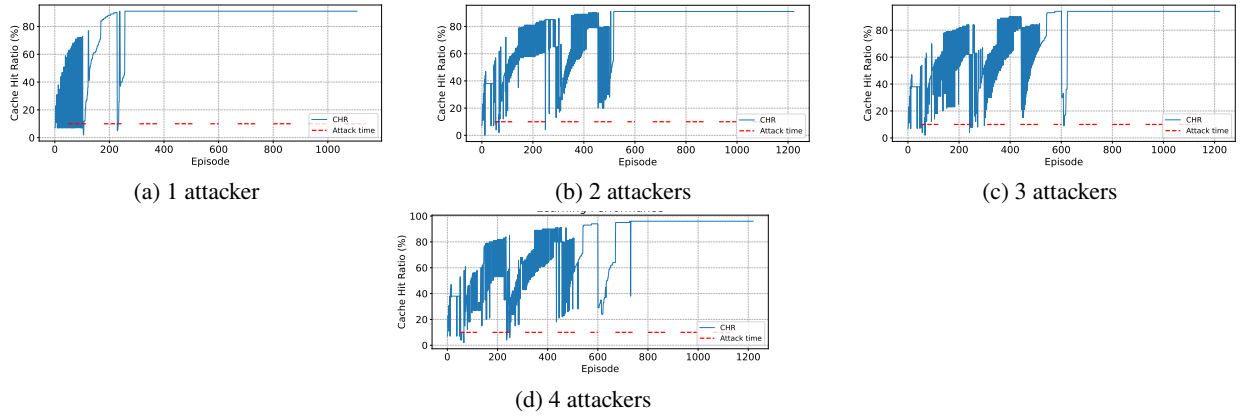 Cache Hit Ratio (%)
80
60
40
20
0
0 200 400 600 800 1000
Episode
CHR
Attack time
(a) 1 attacker
Cache Hit Ratio (%)
80
60
40
20
0
0 200 400 600 800 1000 1200
Episode
CHR
Attack time
(b) 2 attackers
Cache Hit Ratio (%)
80
60
40
20
0
0 200 400 600 800 1000 1200
Episode
CHR
Attack time
(c) 3 attackers
Learning Performance
Cache Hit Ratio (%)
100
80
60
40
20
0
0 200 400 600 800 1000 1200
Episode
CHR
Attack time
(d) 4 attackers